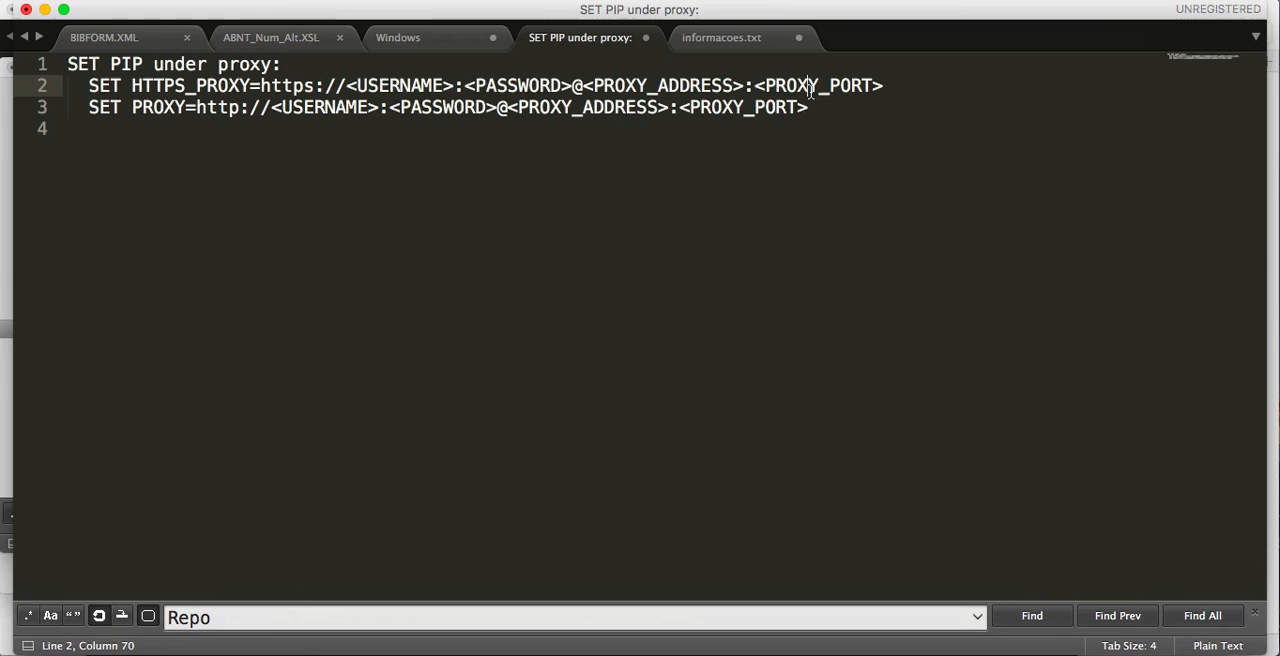 SET PIP under proxy:
UNREGISTERED
BIBFORM.XML
ABNT_Num_Alt.XSL
Windows
SET PIP under proxy:
informacoes.txt
1 SET PIP under proxy:
2 SET HTTPS_PROXY=https://<USERNAME>:<PASSWORD>@<PROXY_ADDRESS>:<PROXY_PORT>
3 SET PROXY=http://<USERNAME>:<PASSWORD>@<PROXY_ADDRESS>:<PROXY_PORT>
4
.* Aa “” Repo Find Find Prev Find All
Line 2, Column 70 Tab Size: 4 Plain Text